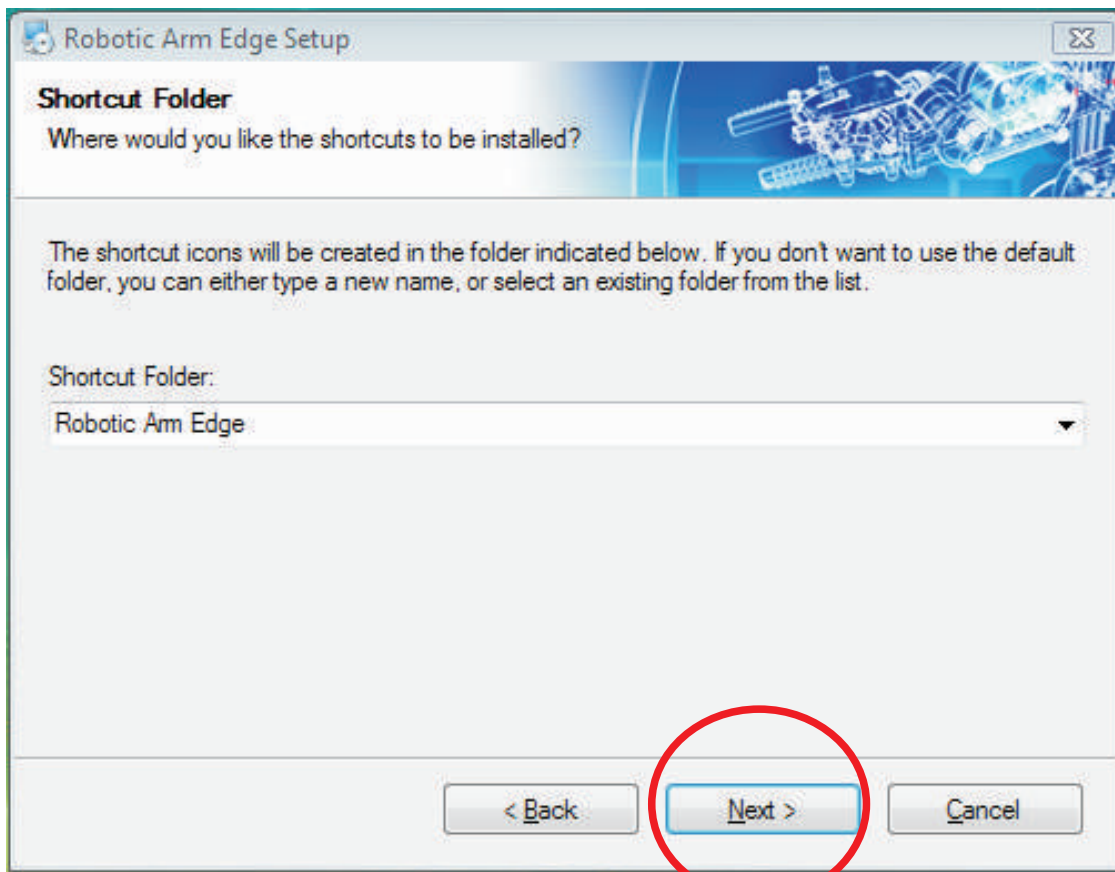 Robotic Arm Edge Setup
Shortcut Folder
Where would you like the shortcuts to be installed?
The shortcut icons will be created in the folder indicated below. If you don't want to use the default
folder, you can either type a new name, or select an existing folder from the list.
Shortcut Folder:
Robotic Arm Edge
< Back
Next >
Cancel